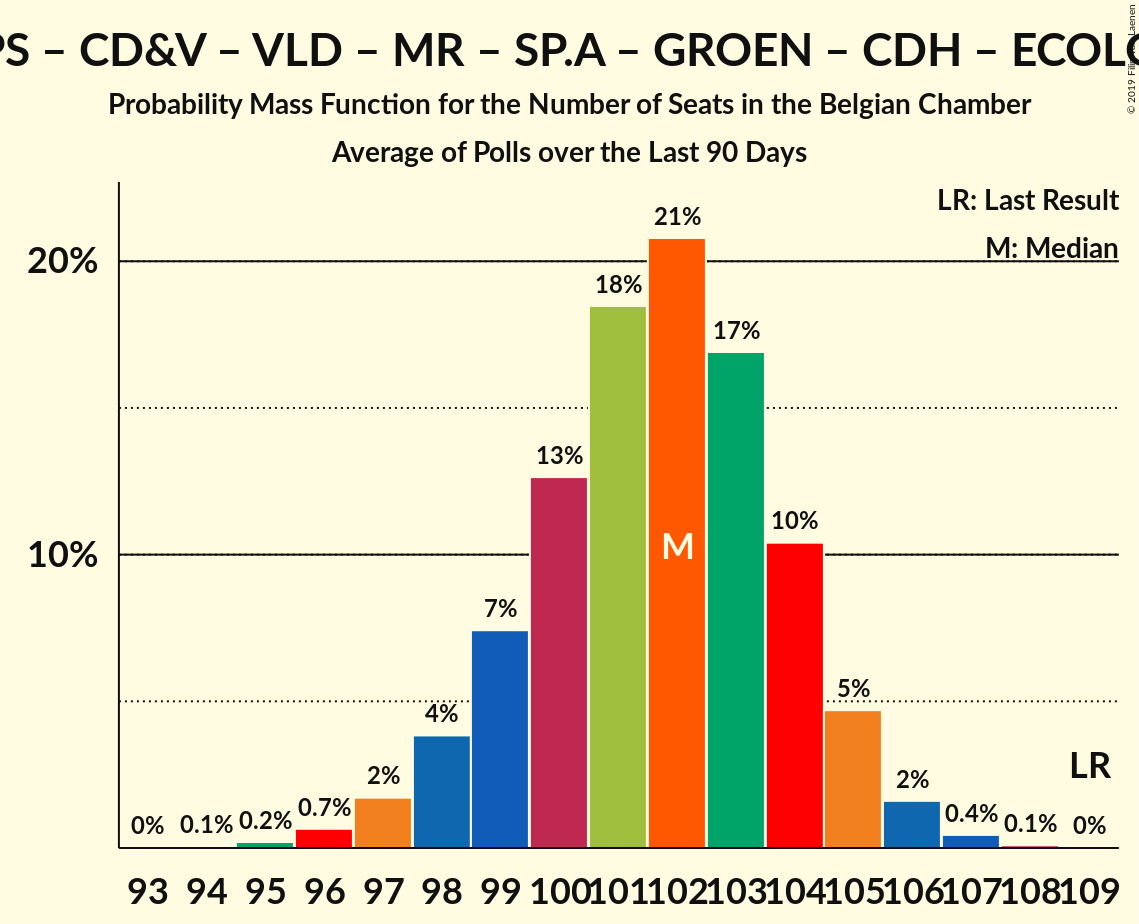 PS – CD&V – VLD – MR – SP.A – GROEN – CDH – ECOLO
Probability Mass Function for the Number of Seats in the Belgian Chamber
Average of Polls over the Last 90 Days
© 2019
LR: Last Result
M: Median
20%
10%
0% 0.1% 0.2% 0.7% 2% 4% 7% 13% 18% 21% 17% 10% 5% 2% 0.4% 0.1% 0%
M
LR
93 94 95 96 97 98 99 100 101 102 103 104 105 106 107 108 109